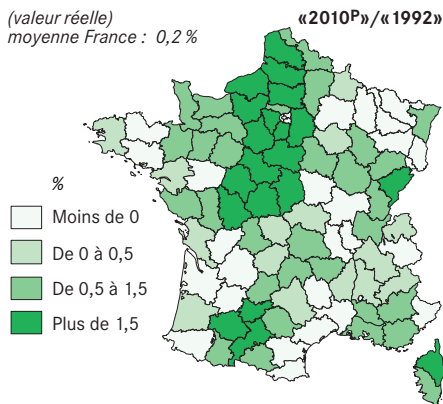 (valeur réelle)
moyenne France : 0,2 %
«2010P»/«1992»
%
Moins de 0
De 0 à 0,5
De 0,5 à 1,5
Plus de 1,5